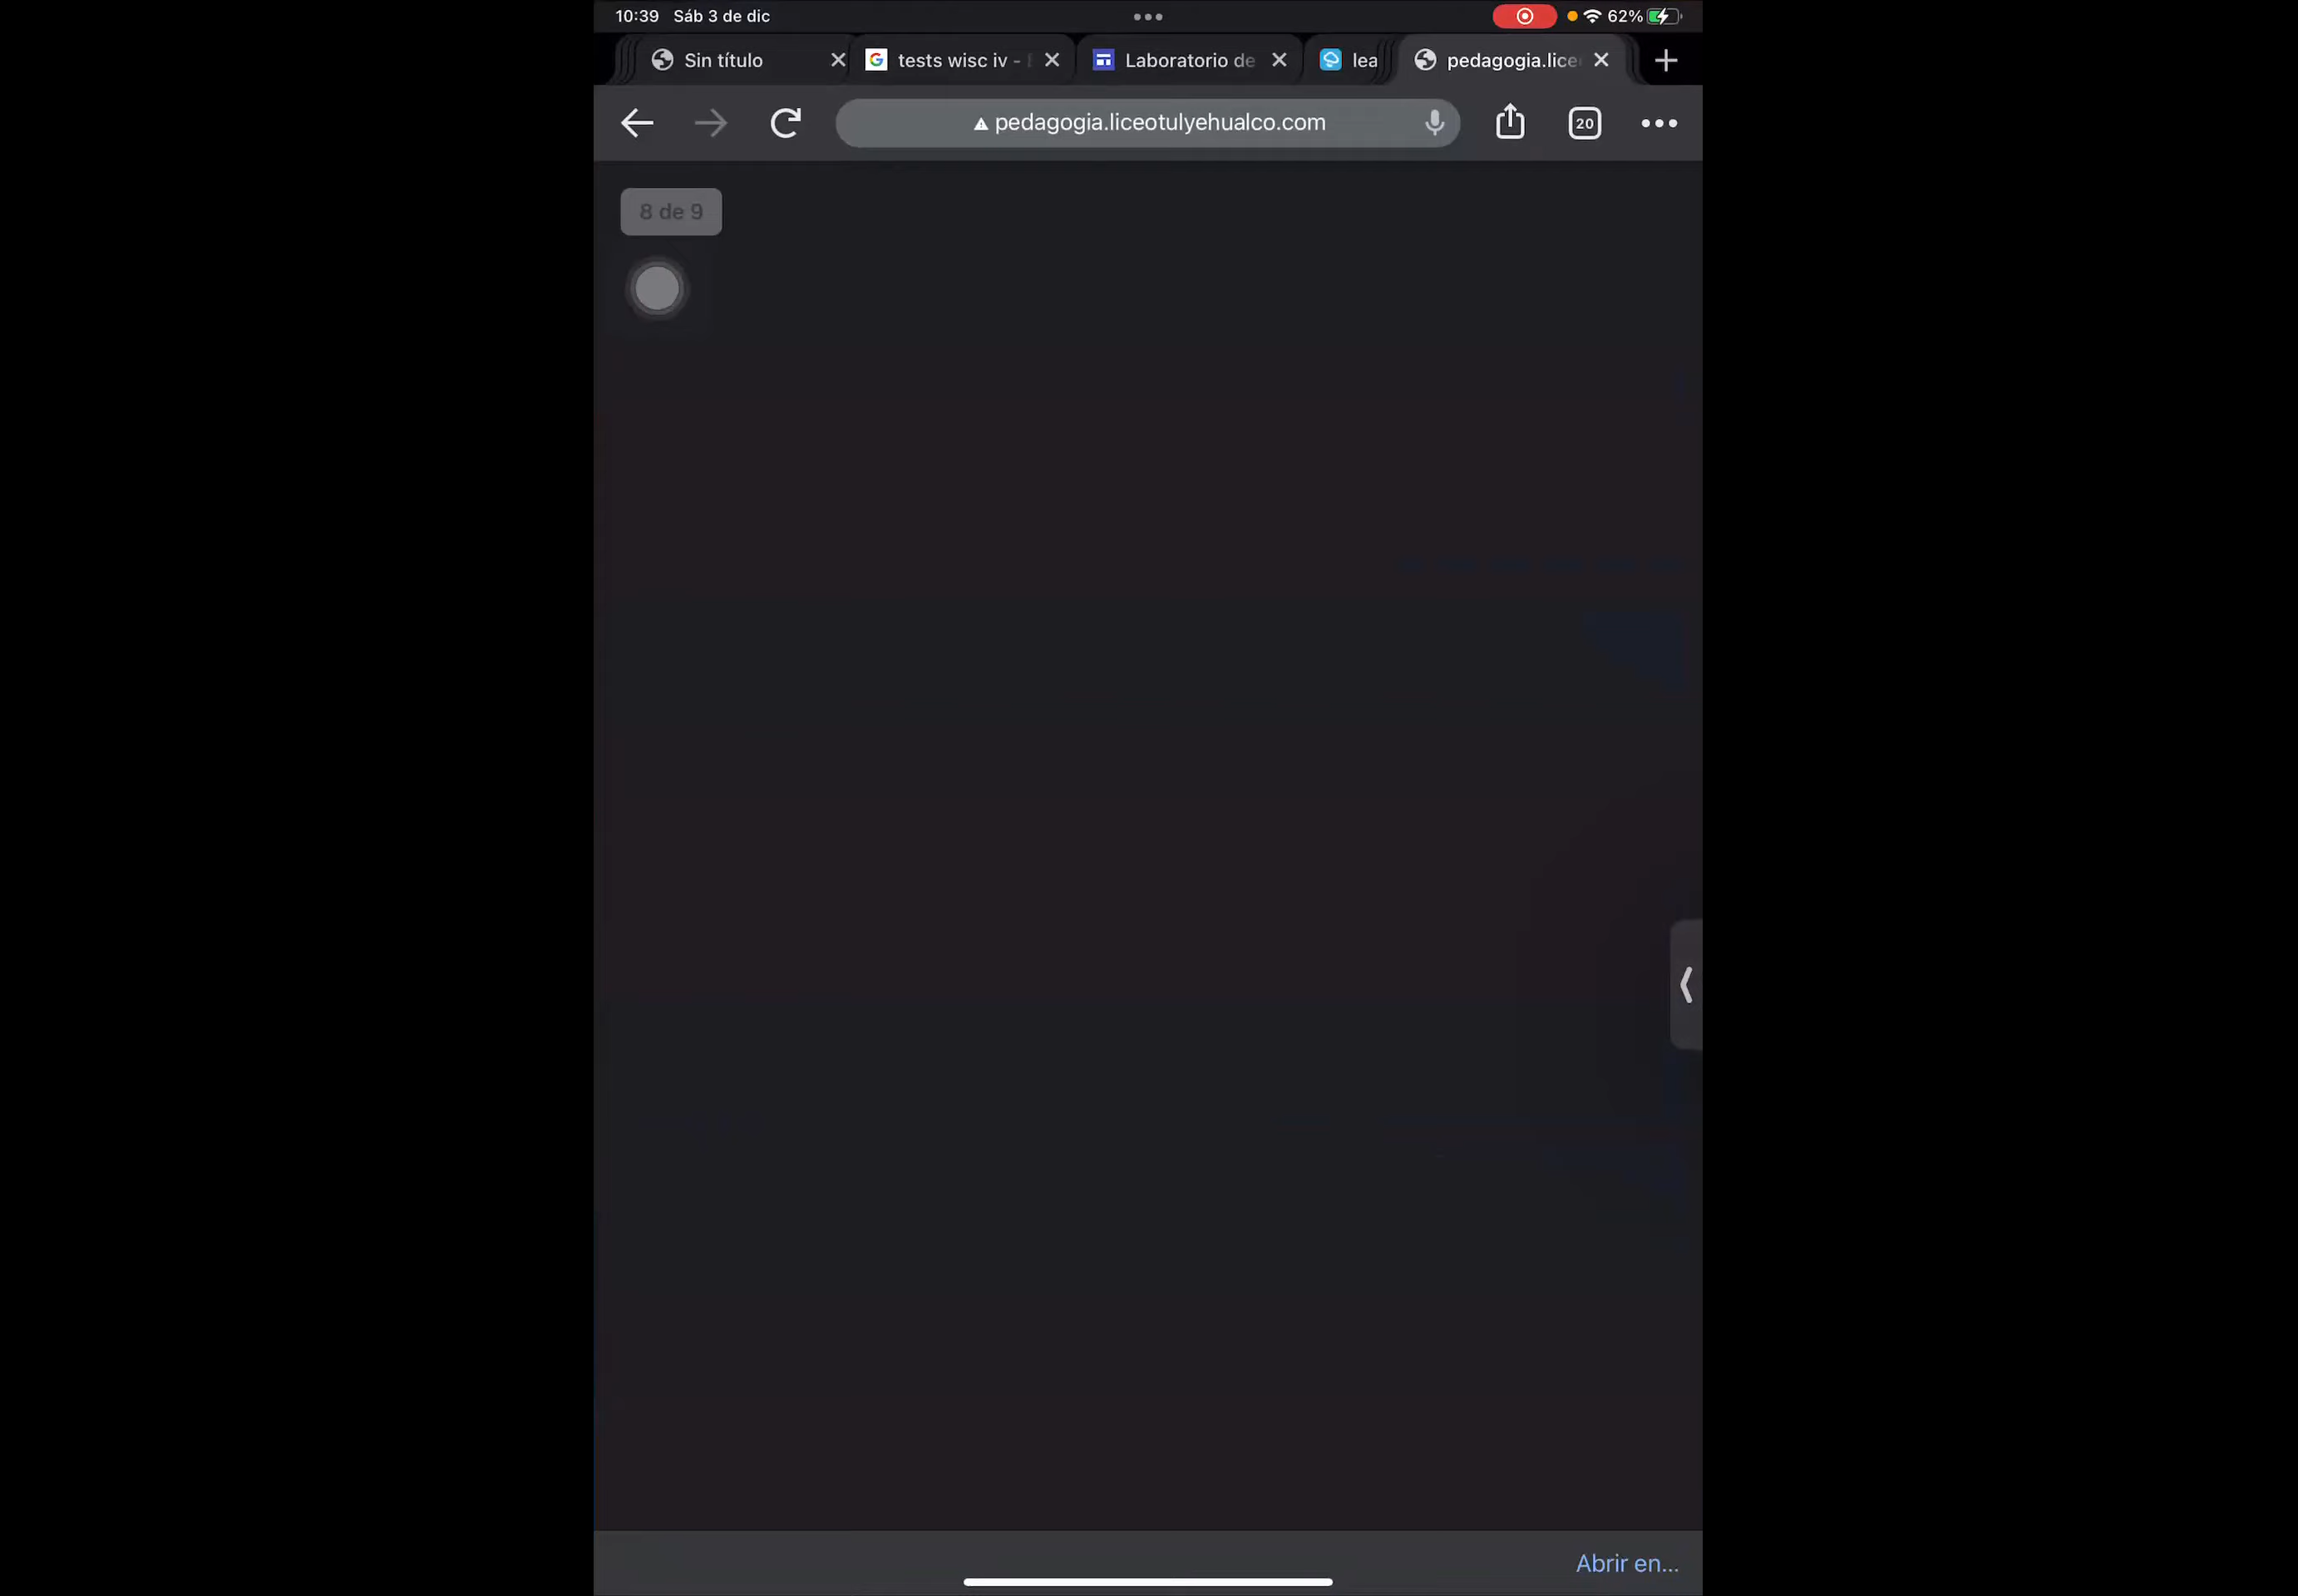 10:39 Sáb 3 de dic 62%
Sin título tests wisc iv - Laboratorio de lea pedagogia.lice
pedagogia.liceotulyehualco.com 20
8 de 9
Abrir en...